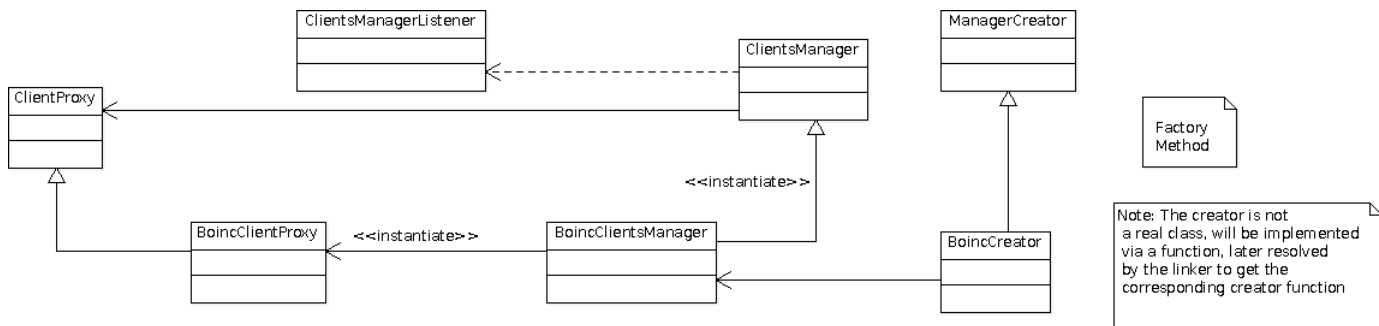 ClientsManagerListener
ManagerCreator
ClientsManager
ClientProxy
Factory
Method
<<instantiate>>
Note: The creator is not
a real class, will be implemented
via a function, later resolved
by the linker to get the
corresponding creator function
BoincClientProxy
<<instantiate>>
BoincClientsManager
BoincCreator